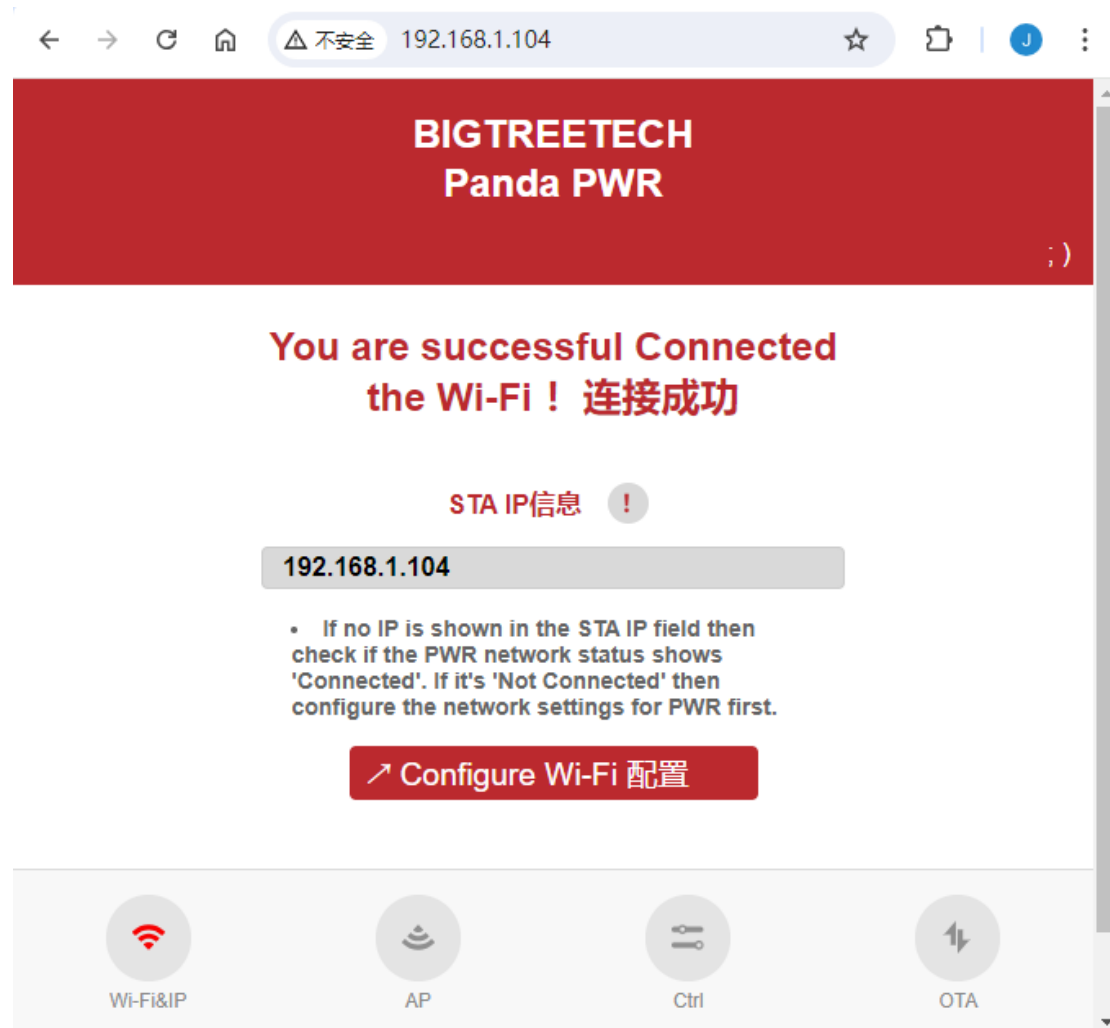 不安全 192.168.1.104
J
BIGTREETECH
Panda PWR
; )
You are successful Connected
the Wi-Fi！ 连接成功
STA IP信息 !
192.168.1.104
• If no IP is shown in the STA IP field then
check if the PWR network status shows
'Connected'. If it's 'Not Connected' then
configure the network settings for PWR first.
↗ Configure Wi-Fi 配置
Wi-Fi&IP AP Ctrl OTA